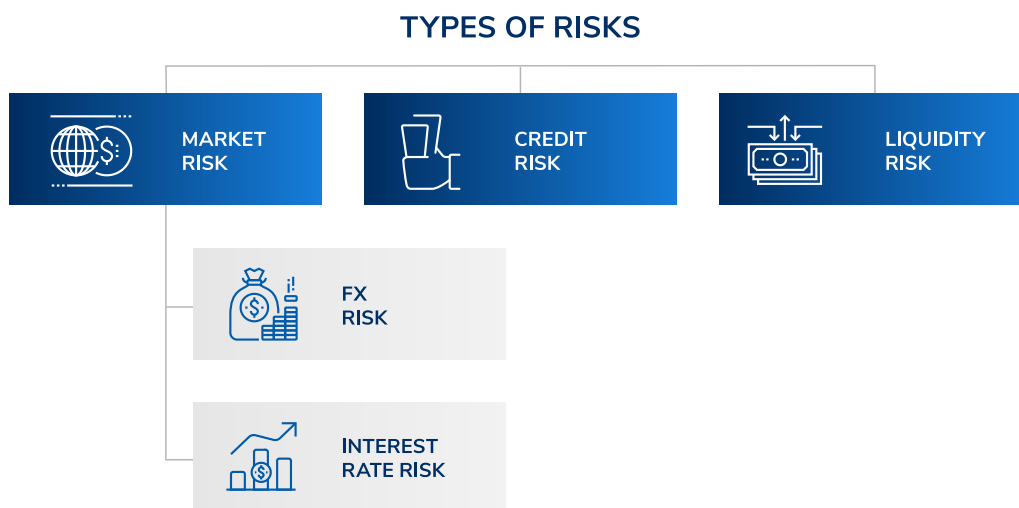 TYPES OF RISKS
MARKET
RISK
CREDIT
RISK
LIQUIDITY
RISK
FX
RISK
INTEREST
RATE RISK